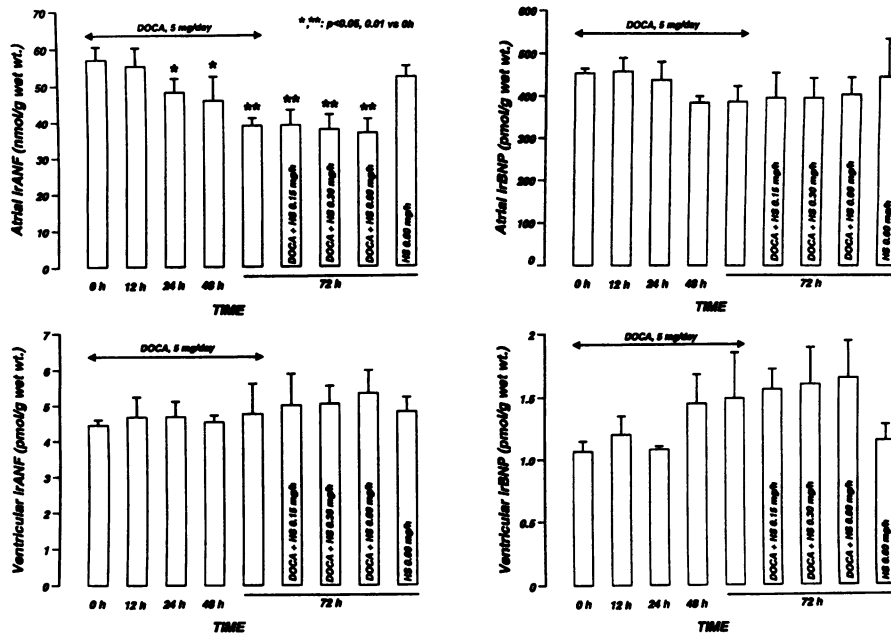 DOCA, 5 mg/day
*,**: p<0.05, 0.01 vs 0h
Atrial irANF (nmol/g wet wt.)
70
60
50
40
30
20
10
0
*
*
**
**
**
**
DOCA + HS 0.15 mg/h
DOCA + HS 0.30 mg/h
DOCA + HS 0.60 mg/h
HS 0.60 mg/h
0 h
12 h
24 h
48 h
72 h
TIME
DOCA, 5 mg/day
Atrial irBNP (pmol/g wet wt.)
600
500
400
300
200
100
0
DOCA + HS 0.15 mg/h
DOCA + HS 0.30 mg/h
DOCA + HS 0.60 mg/h
HS 0.60 mg/h
0 h
12 h
24 h
48 h
72 h
TIME
DOCA, 5 mg/day
Ventricular irANF (pmol/g wet wt.)
7
6
5
4
3
2
1
0
DOCA + HS 0.15 mg/h
DOCA + HS 0.30 mg/h
DOCA + HS 0.60 mg/h
HS 0.60 mg/h
0 h
12 h
24 h
48 h
72 h
TIME
DOCA, 5 mg/day
Ventricular irBNP (pmol/g wet wt.)
2
1.5
1.0
0.5
0
DOCA + HS 0.15 mg/h
DOCA + HS 0.30 mg/h
DOCA + HS 0.60 mg/h
HS 0.60 mg/h
0 h
12 h
24 h
48 h
72 h
TIME